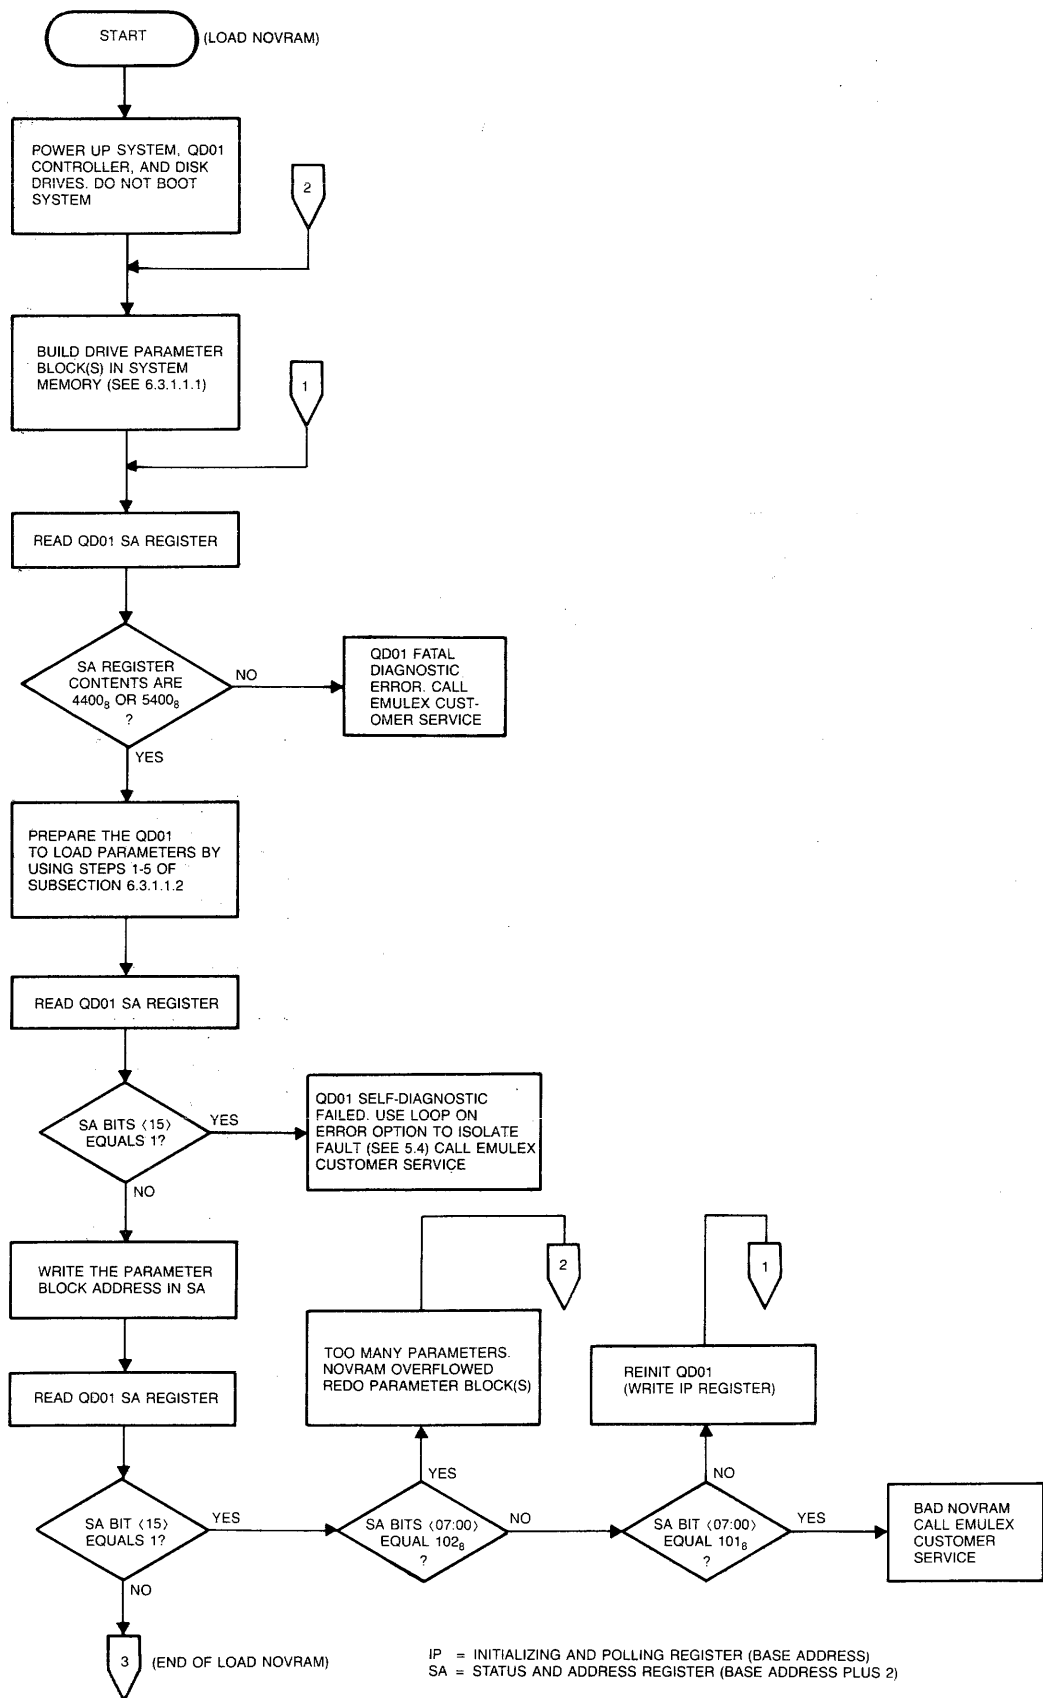 START
(LOAD NOVRAM)
POWER UP SYSTEM, QD01
CONTROLLER, AND DISK
DRIVES. DO NOT BOOT
SYSTEM
2
BUILD DRIVE PARAMETER
BLOCK(S) IN SYSTEM
MEMORY (SEE 6.3.1.1.1)
1
READ QD01 SA REGISTER
SA REGISTER
CONTENTS ARE
4400₈ OR 5400₈
?
NO
QD01 FATAL
DIAGNOSTIC
ERROR. CALL
EMULEX CUST-
OMER SERVICE
YES
PREPARE THE QD01
TO LOAD PARAMETERS BY
USING STEPS 1-5 OF
SUBSECTION 6.3.1.1.2
READ QD01 SA REGISTER
SA BITS ⟨15⟩
EQUALS 1?
YES
QD01 SELF-DIAGNOSTIC
FAILED. USE LOOP ON
ERROR OPTION TO ISOLATE
FAULT (SEE 5.4) CALL EMULEX
CUSTOMER SERVICE
NO
WRITE THE PARAMETER
BLOCK ADDRESS IN SA
2
1
TOO MANY PARAMETERS.
NOVRAM OVERFLOWED
REDO PARAMETER BLOCK(S)
REINIT QD01
(WRITE IP REGISTER)
READ QD01 SA REGISTER
YES
NO
SA BIT ⟨15⟩
EQUALS 1?
YES
SA BITS ⟨07:00⟩
EQUAL 102₈
?
NO
SA BIT ⟨07:00⟩
EQUAL 101₈
?
YES
BAD NOVRAM
CALL EMULEX
CUSTOMER
SERVICE
NO
3
(END OF LOAD NOVRAM)
IP = INITIALIZING AND POLLING REGISTER (BASE ADDRESS)
SA = STATUS AND ADDRESS REGISTER (BASE ADDRESS PLUS 2)